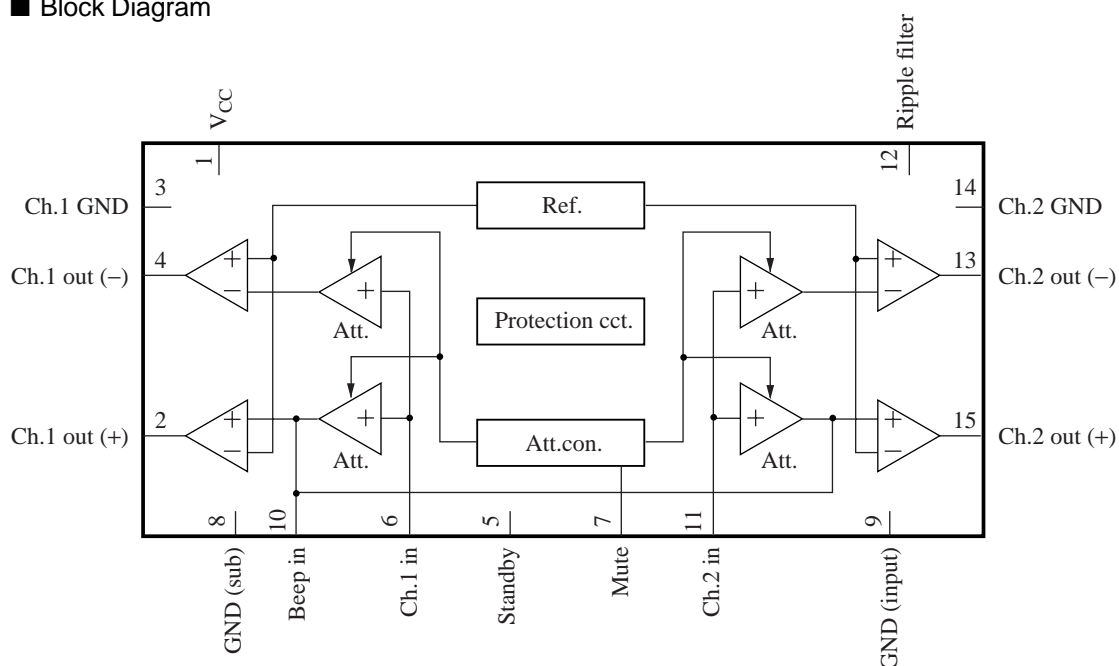 ■ Block Diagram
VCC
Ripple filter
1
12
3
14
Ch.1 GND
Ref.
Ch.2 GND
4
+
+
13
Ch.1 out (−)
−
+
+
−
Ch.2 out (−)
Att.
Protection cct.
Att.
2
+
+
15
Ch.1 out (+)
−
+
Att.con.
+
−
Ch.2 out (+)
Att.
Att.
8
10
6
5
7
11
9
GND (sub)
Beep in
Ch.1 in
Standby
Mute
Ch.2 in
GND (input)